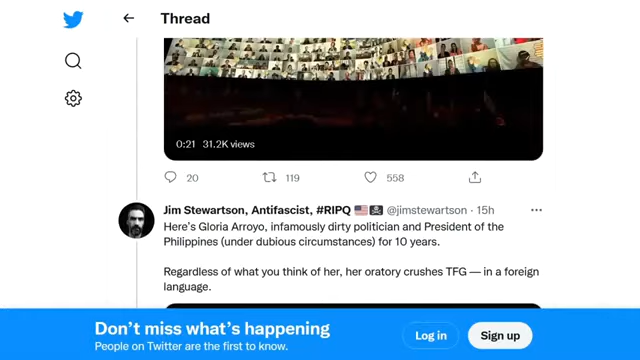 Thread
0:21 31.2K views
20 119 558
Jim Stewartson, Antifascist, #RIPQ 🇺🇸☠ @jimstewartson · 15h
Here's Gloria Arroyo, infamously dirty politician and President of the
Philippines (under dubious circumstances) for 10 years.
Regardless of what you think of her, her oratory crushes TFG — in a foreign
language.
Don't miss what's happening
People on Twitter are the first to know.
Log in
Sign up